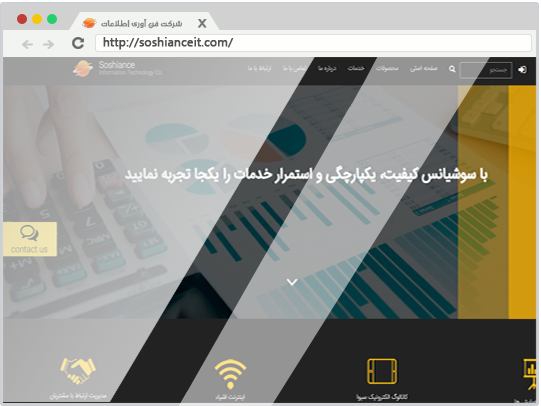 شرکت فن آوری اطلاعات
http://soshianceit.com/
Soshiance
Information Technology Co.
صفحه اصلی
محصولات
خدمات
درباره ما
تماس با ما
ارتباط با ما
جستجو
با سوشیانس کیفیت، یکپارچگی و استمرار خدمات را یکجا تجربه نمایید
contact us
کاتالوگ الکترونیک سیوا
اینترنت اشیاء
مدیریت ارتباط با مشتریان